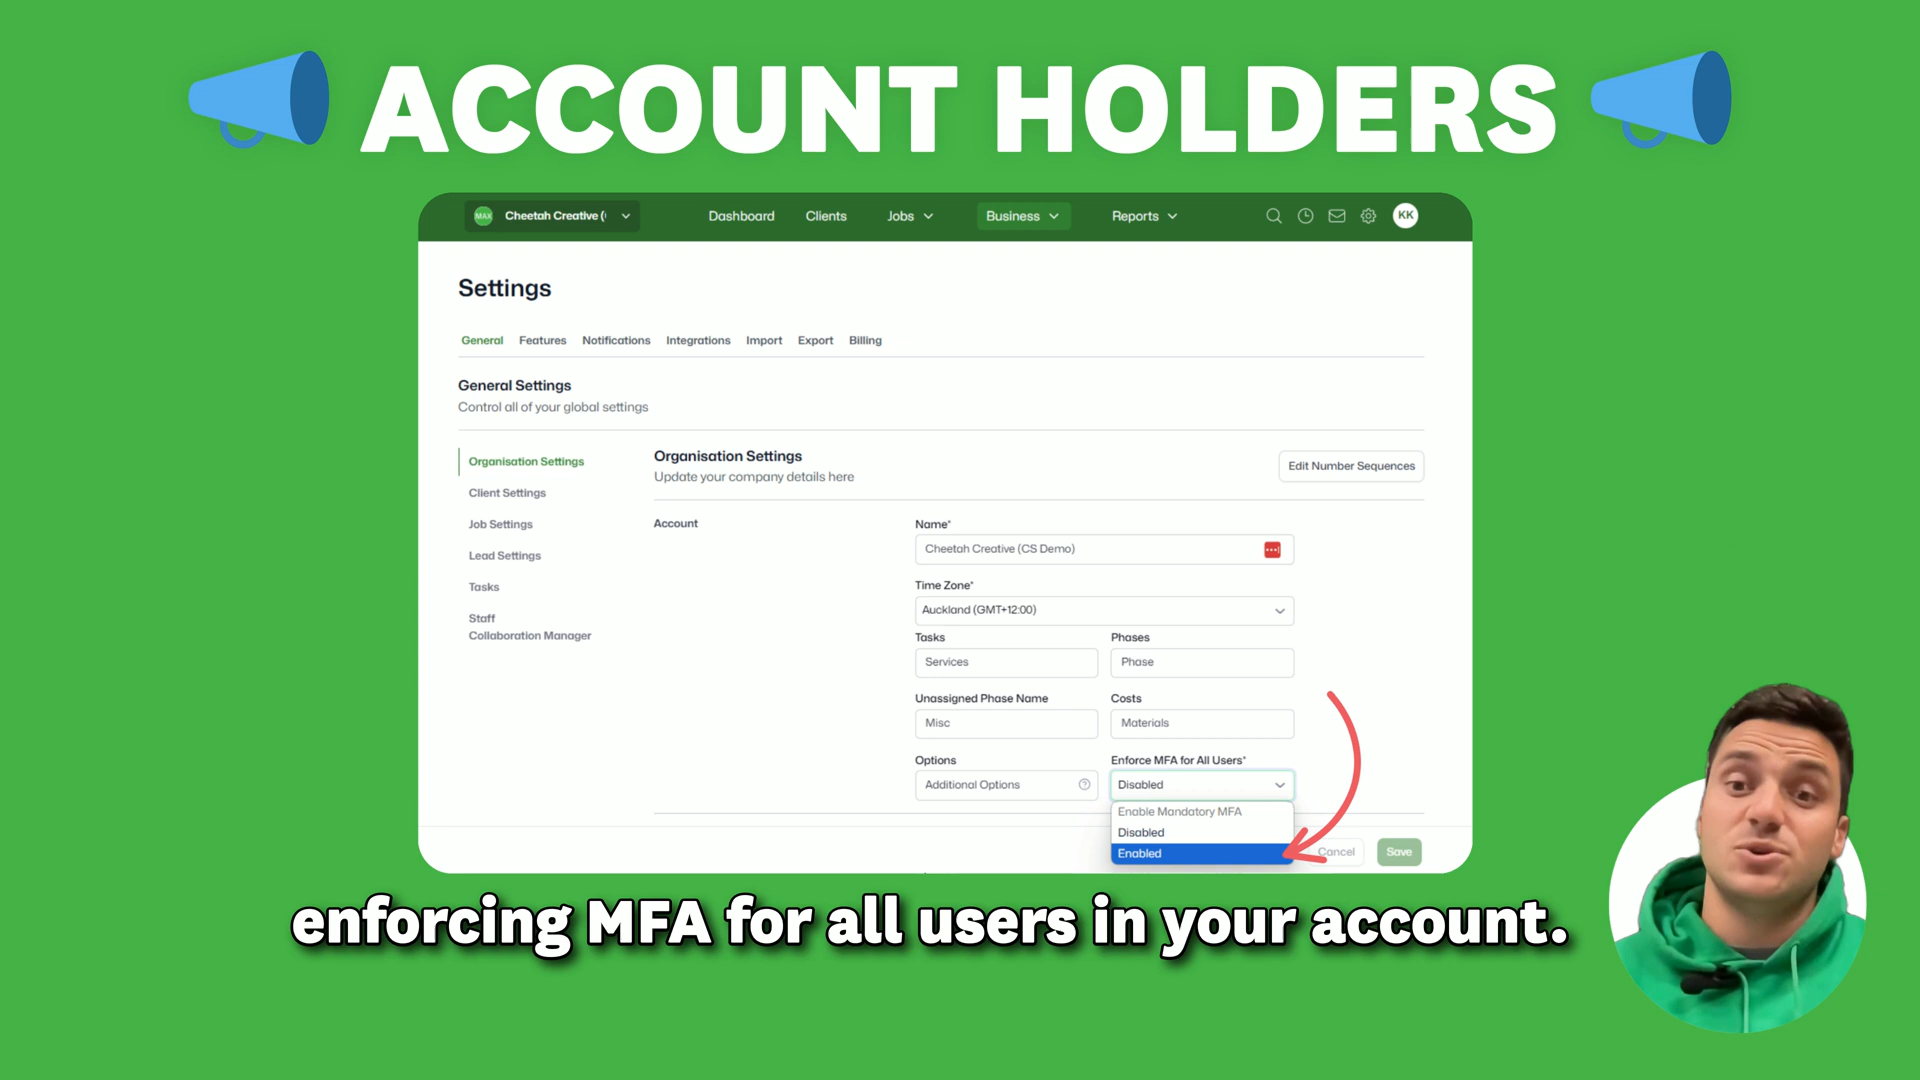 ACCOUNT HOLDERS
MAX Cheetah Creative (
Dashboard Clients Jobs Business Reports KK
Settings
General Features Notifications Integrations Import Export Billing
General Settings
Control all of your global settings
Organisation Settings
Client Settings
Job Settings
Lead Settings
Tasks
Staff
Collaboration Manager
Organisation Settings
Update your company details here
Edit Number Sequences
Account
Name*
Cheetah Creative (CS Demo)
Time Zone*
Auckland (GMT+12:00)
Tasks Phases
Services Phase
Unassigned Phase Name Costs
Misc Materials
Options Enforce MFA for All Users*
Additional Options Disabled
Enable Mandatory MFA
Disabled
Enabled
Cancel Save
enforcing MFA for all users in your account.